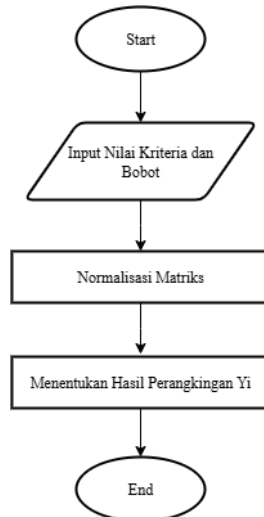 Start
Input Nilai Kriteria dan
Bobot
Normalisasi Matriks
Menentukan Hasil Perangkingan Yi
End